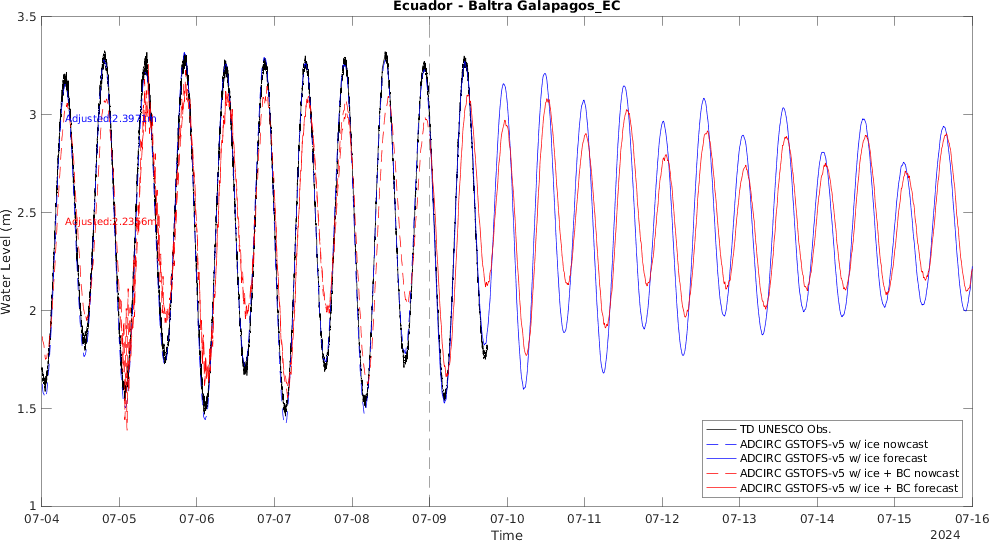 Ecuador - Baltra Galapagos_EC
3.5
3
2.5
2
1.5
1
Water Level (m)
Adjusted:2.3971m
Adjusted:2.2356m
TD UNESCO Obs.
ADCIRC GSTOFS-v5 w/ ice nowcast
ADCIRC GSTOFS-v5 w/ ice forecast
ADCIRC GSTOFS-v5 w/ ice + BC nowcast
ADCIRC GSTOFS-v5 w/ ice + BC forecast
07-04 07-05 07-06 07-07 07-08 07-09 07-10 07-11 07-12 07-13 07-14 07-15 07-16
Time
2024